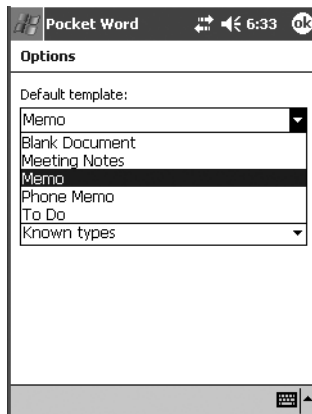 Pocket Word 6:33 ok
Options
Default template:
Memo
Blank Document
Meeting Notes
Memo
Phone Memo
To Do
Known types